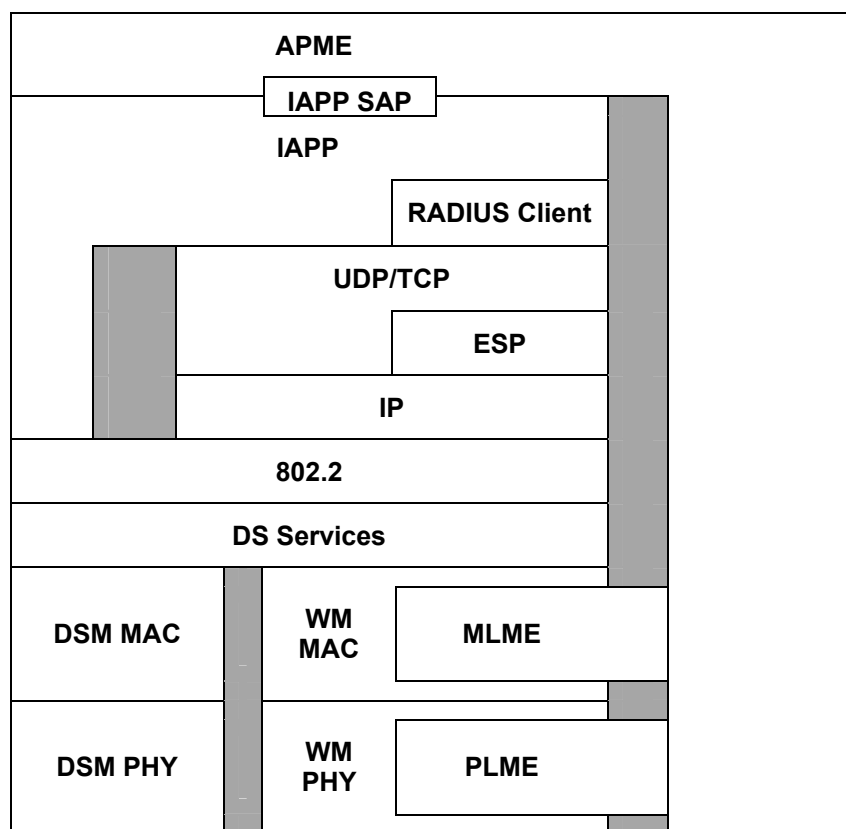 APME
IAPP SAP
IAPP
RADIUS Client
UDP/TCP
ESP
IP
802.2
DS Services
DSM MAC
WM
MAC
MLME
DSM PHY
WM
PHY
PLME